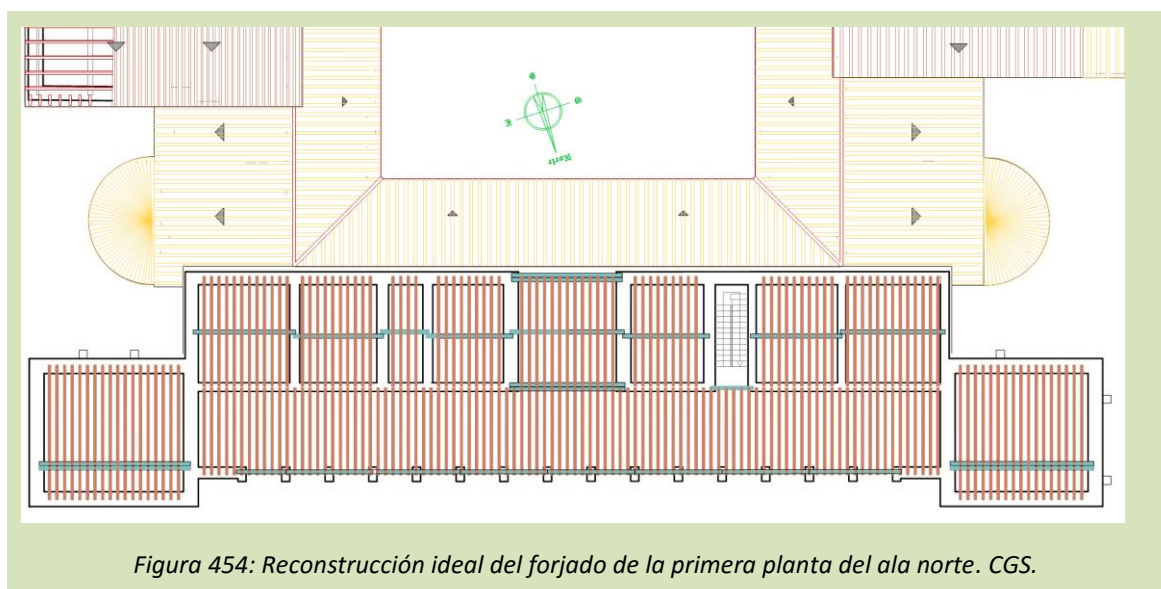 E
Norte
Figura 454: Reconstrucción ideal del forjado de la primera planta del ala norte. CGS.